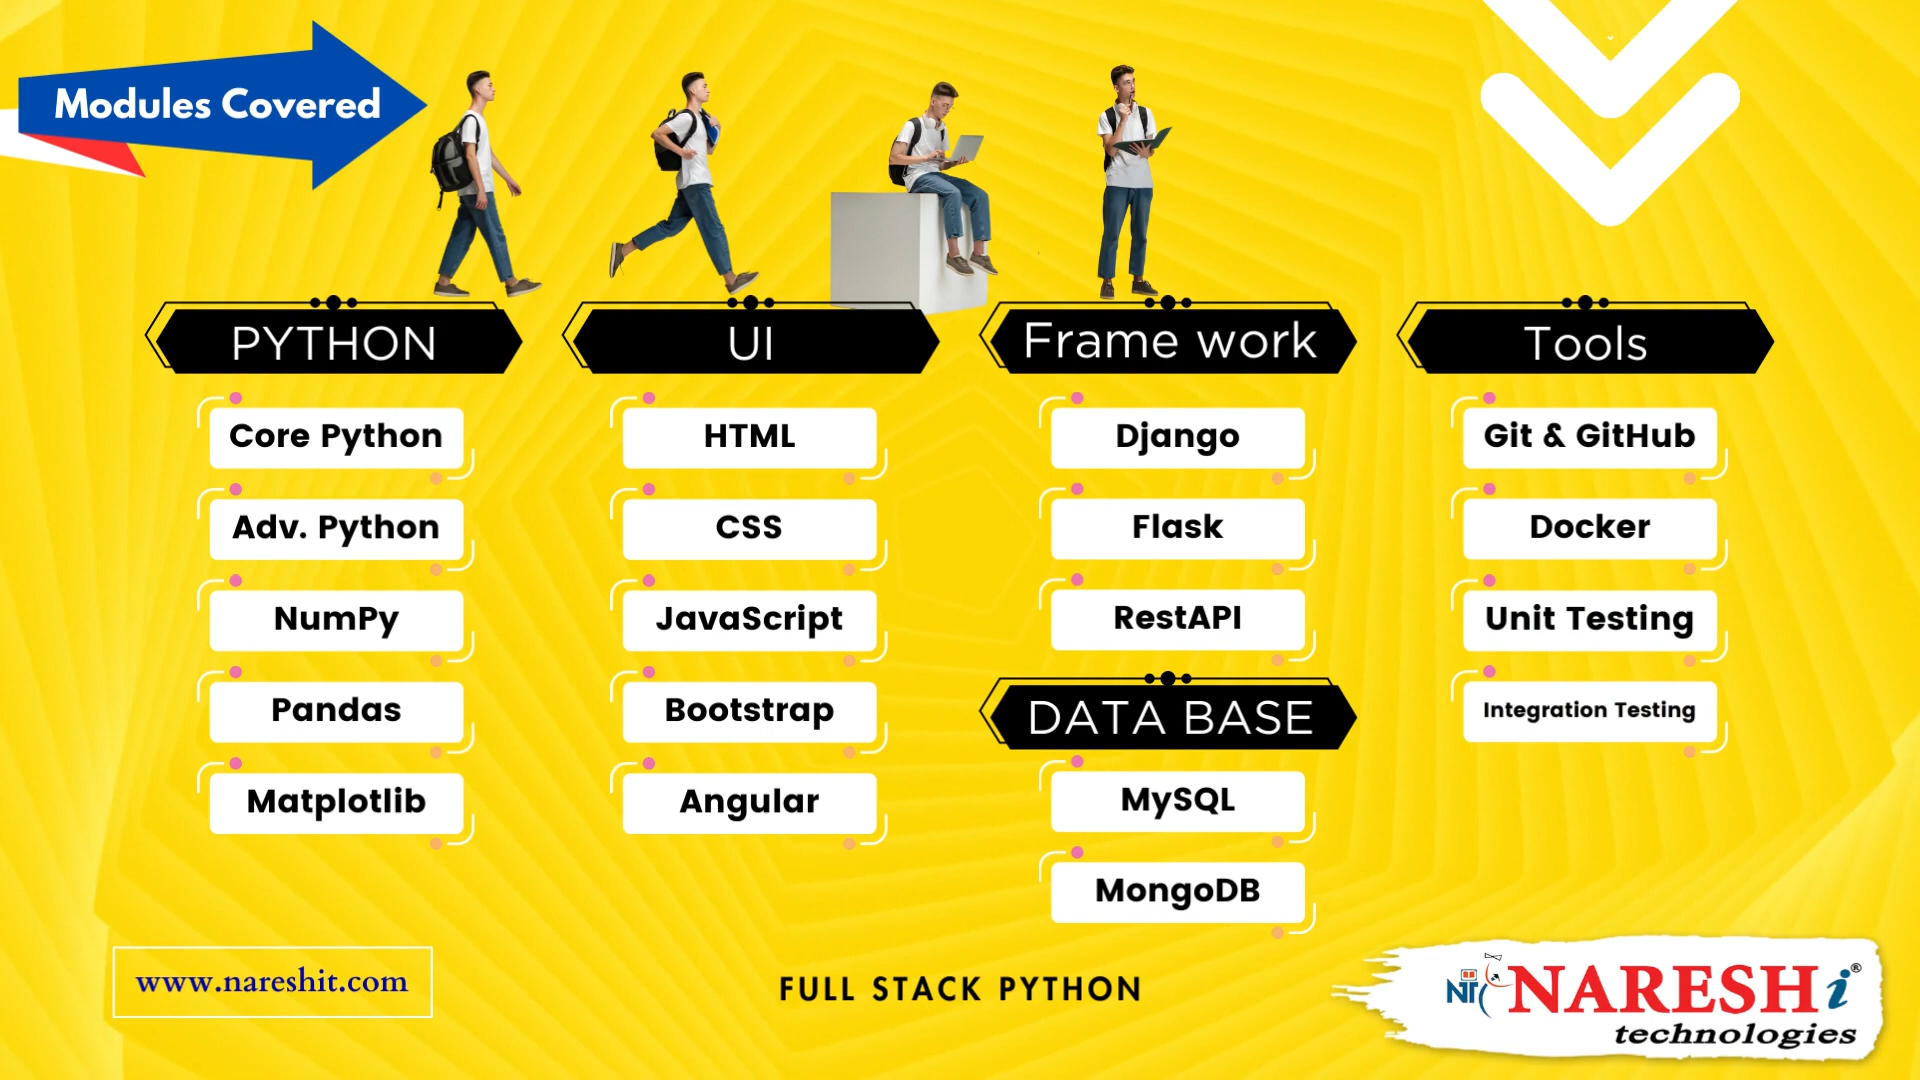 Modules Covered
PYTHON
Core Python
Adv. Python
NumPy
Pandas
Matplotlib
UI
HTML
CSS
JavaScript
Bootstrap
Angular
Frame work
Django
Flask
RestAPI
DATA BASE
MySQL
MongoDB
Tools
Git & GitHub
Docker
Unit Testing
Integration Testing
www.nareshit.com
FULL STACK PYTHON
NT
NARESH i®
technologies